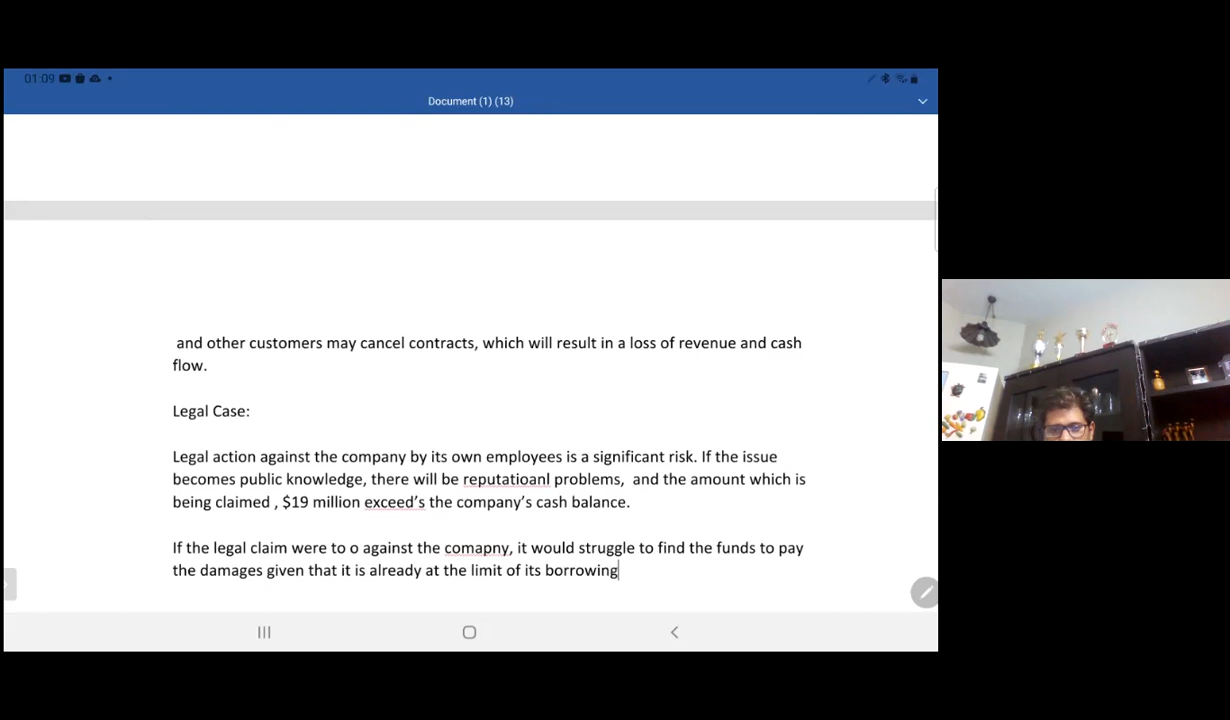 01:09
Document (1) (13)
and other customers may cancel contracts, which will result in a loss of revenue and cash
flow.
Legal Case:
Legal action against the company by its own employees is a significant risk. If the issue
becomes public knowledge, there will be reputatioanl problems,  and the amount which is
being claimed , $19 million exceed’s the company’s cash balance.
If the legal claim were to o against the comapny, it would struggle to find the funds to pay
the damages given that it is already at the limit of its borrowing